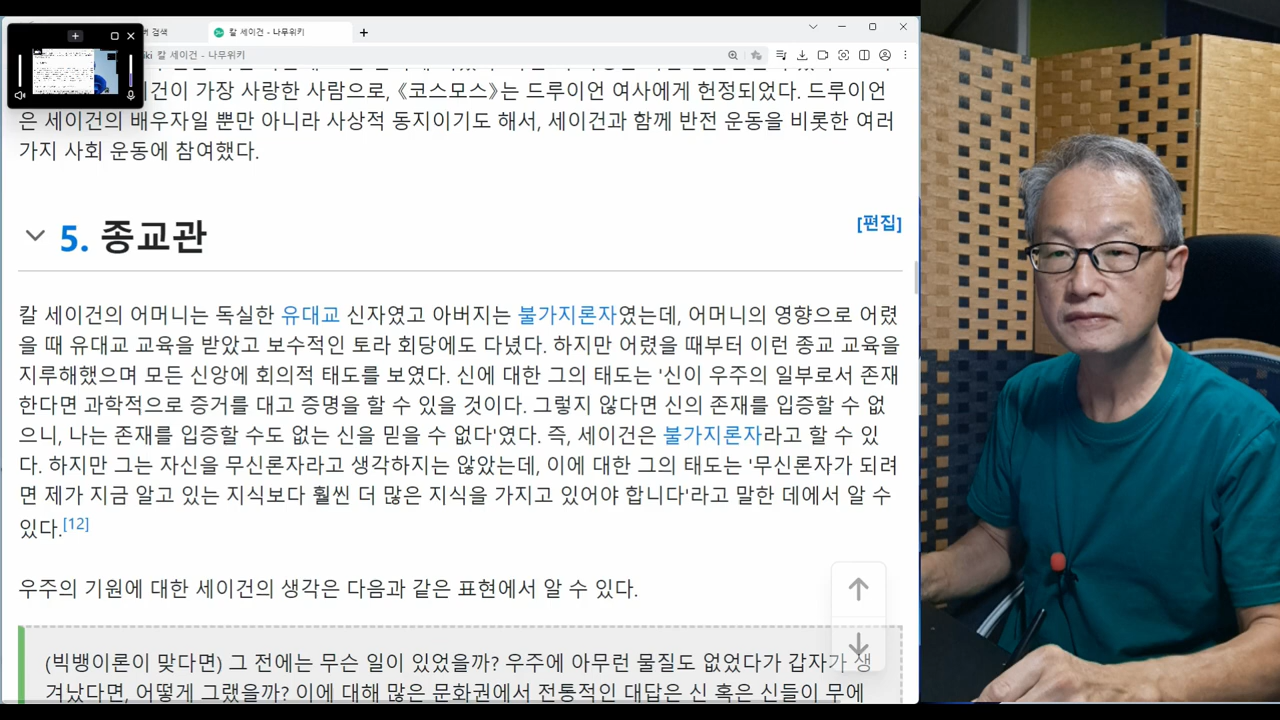 검색
칼 세이건 - 나무위키
칼 세이건 - 나무위키
건이 가장 사랑한 사람으로, 《코스모스》는 드루이언 여사에게 헌정되었다. 드루이언
은 세이건의 배우자일 뿐만 아니라 사상적 동지이기도 해서, 세이건과 함께 반전 운동을 비롯한 여러
가지 사회 운동에 참여했다.
5. 종교관
[편집]
칼 세이건의 어머니는 독실한 유대교 신자였고 아버지는 불가지론자였는데, 어머니의 영향으로 어렸
을 때 유대교 교육을 받았고 보수적인 토라 회당에도 다녔다. 하지만 어렸을 때부터 이런 종교 교육을
지루해했으며 모든 신앙에 회의적 태도를 보였다. 신에 대한 그의 태도는 '신이 우주의 일부로서 존재
한다면 과학적으로 증거를 대고 증명을 할 수 있을 것이다. 그렇지 않다면 신의 존재를 입증할 수 없
으니, 나는 존재를 입증할 수도 없는 신을 믿을 수 없다'였다. 즉, 세이건은 불가지론자라고 할 수 있
다. 하지만 그는 자신을 무신론자라고 생각하지는 않았는데, 이에 대한 그의 태도는 '무신론자가 되려
면 제가 지금 알고 있는 지식보다 훨씬 더 많은 지식을 가지고 있어야 합니다'라고 말한 데에서 알 수
있다.[12]
우주의 기원에 대한 세이건의 생각은 다음과 같은 표현에서 알 수 있다.
(빅뱅이론이 맞다면) 그 전에는 무슨 일이 있었을까? 우주에 아무런 물질도 없었다가 갑자가 생
겨났다면, 어떻게 그랬을까? 이에 대해 많은 문화권에서 전통적인 대답은 신 혹은 신들이 무에